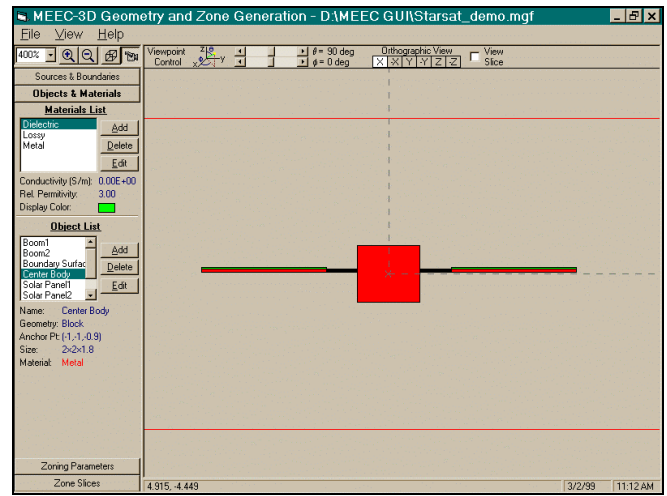 MEEC-3D Geometry and Zone Generation - D:\MEEC GUI\Starsat_demo.mgf
File View Help
400%
Viewpoint Control
z
x
y
θ = 90 deg
ϕ = 0 deg
Orthographic View
X -X Y -Y Z -Z
View Slice
Sources & Boundaries
Objects & Materials
Materials List
Dielectric
Lossy
Metal
Add
Delete
Edit
Conductivity (S/m): 0.00E+00
Rel. Permitivity: 3.00
Display Color:
Object List
Boom1
Boom2
Boundary Surfac
Center Body
Solar Panel1
Solar Panel2
Add
Delete
Edit
Name: Center Body
Geometry: Block
Anchor Pt: (-1,-1,-0.9)
Size: 2×2×1.8
Material: Metal
Zoning Parameters
Zone Slices
4.915, -4.449
3/2/99
11:12 AM